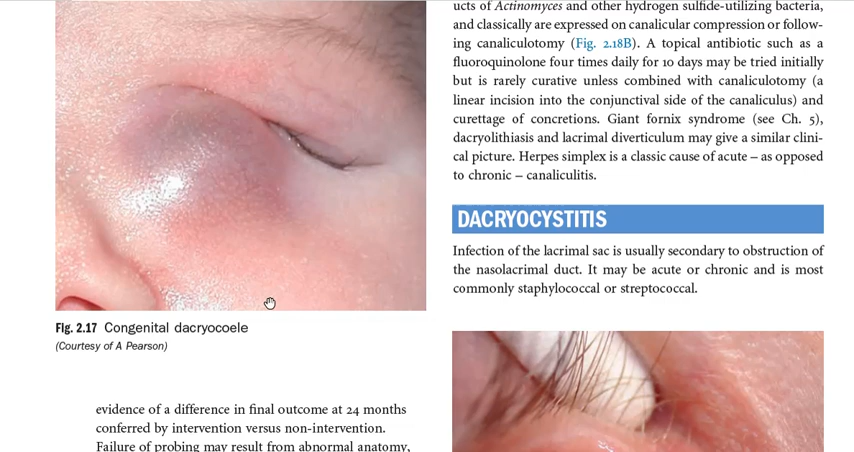 Fig. 2.17 Congenital dacryocoele
(Courtesy of A Pearson)
evidence of a difference in final outcome at 24 months
conferred by intervention versus non-intervention.
Failure of probing may result from abnormal anatomy,
ucts of Actinomyces and other hydrogen sulfide-utilizing bacteria,
and classically are expressed on canalicular compression or follow-
ing canaliculotomy (Fig. 2.18B). A topical antibiotic such as a
fluoroquinolone four times daily for 10 days may be tried initially
but is rarely curative unless combined with canaliculotomy (a
linear incision into the conjunctival side of the canaliculus) and
curettage of concretions. Giant fornix syndrome (see Ch. 5),
dacryolithiasis and lacrimal diverticulum may give a similar clini-
cal picture. Herpes simplex is a classic cause of acute – as opposed
to chronic – canaliculitis.
DACRYOCYSTITIS
Infection of the lacrimal sac is usually secondary to obstruction of
the nasolacrimal duct. It may be acute or chronic and is most
commonly staphylococcal or streptococcal.